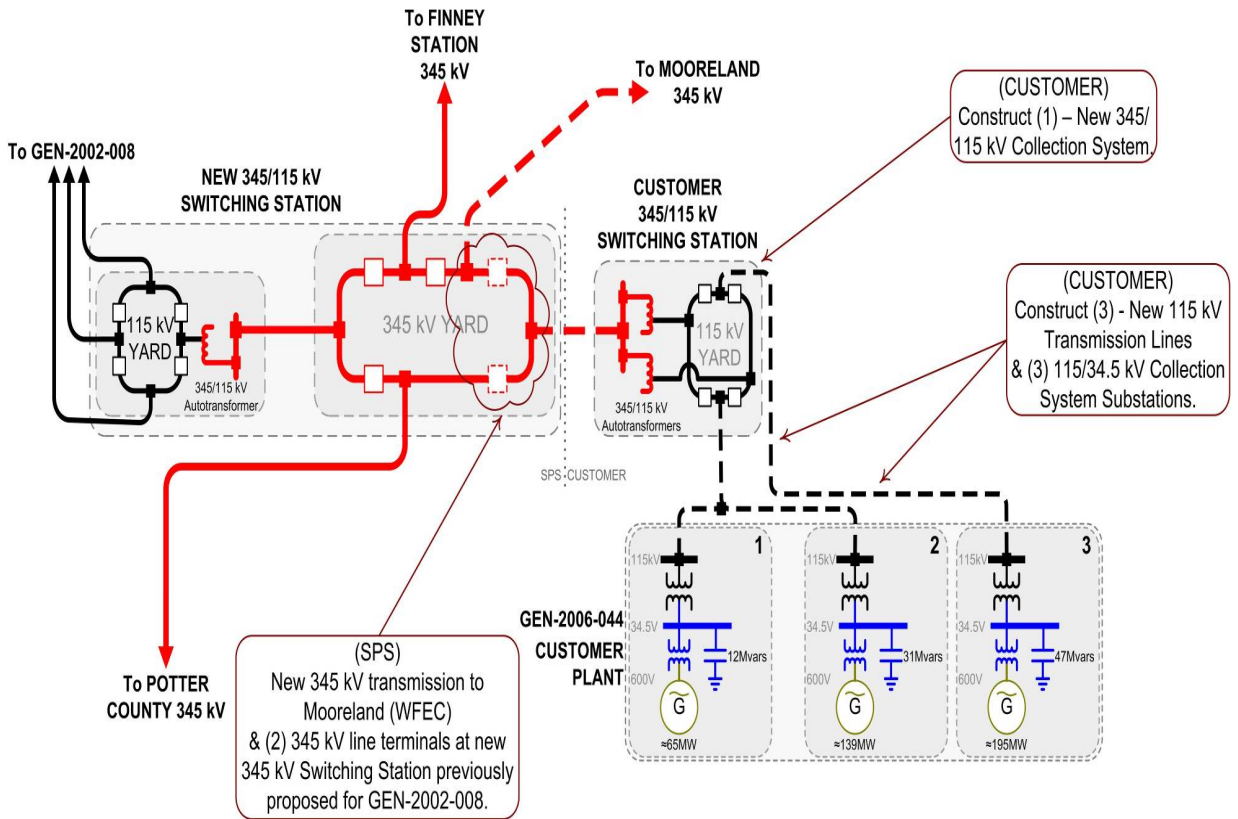 To FINNEY
STATION
345 kV
To MOORELAND
345 kV
(CUSTOMER)
Construct (1) – New 345/
115 kV Collection System.
To GEN-2002-008
NEW 345/115 kV
SWITCHING STATION
CUSTOMER
345/115 kV
SWITCHING STATION
(CUSTOMER)
Construct (3) - New 115 kV
Transmission Lines
& (3) 115/34.5 kV Collection
System Substations.
115 kV
YARD
345 kV YARD
115 kV
YARD
345/115 kV
Autotransformer
345/115 kV
Autotransformers
SPS
CUSTOMER
1
2
3
115kV
115kV
115kV
GEN-2006-044
CUSTOMER
PLANT
34.5V
34.5V
34.5V
12Mvars
31Mvars
47Mvars
600V
600V
600V
G
G
G
≈65MW
≈139MW
≈195MW
(SPS)
New 345 kV transmission to
Mooreland (WFEC)
& (2) 345 kV line terminals at new
345 kV Switching Station previously
proposed for GEN-2002-008.
To POTTER
COUNTY 345 kV